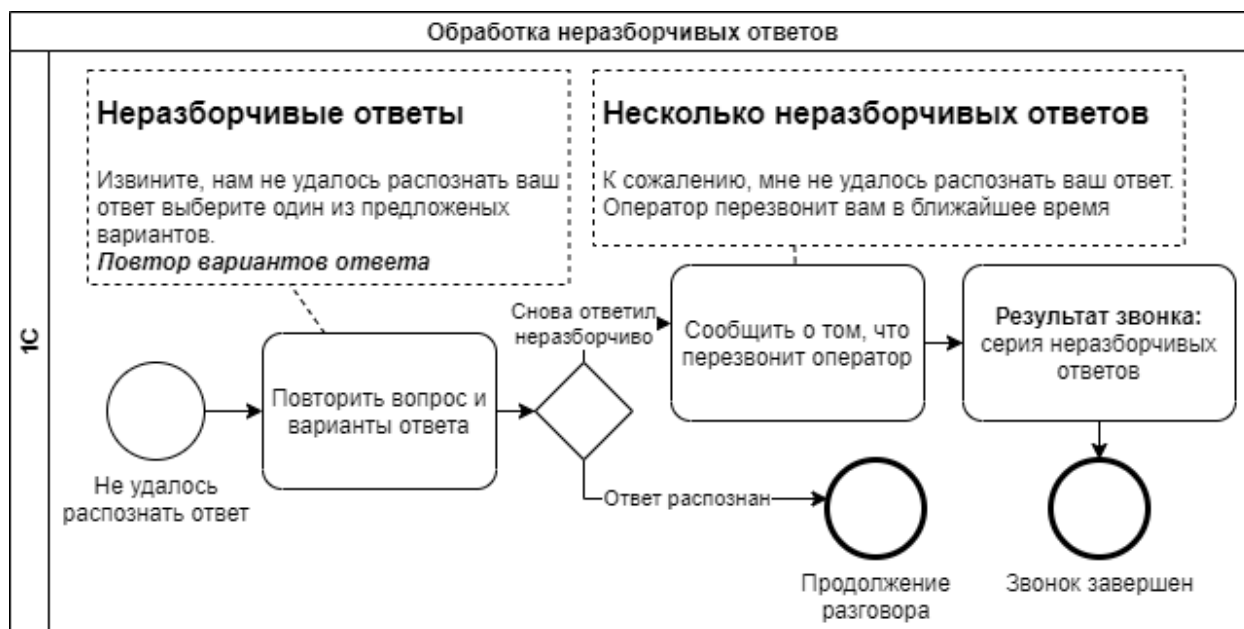 Обработка неразборчивых ответов
1С
Неразборчивые ответы
Извините, нам не удалось распознать ваш
ответ выберите один из предложеных
вариантов.
Повтор вариантов ответа
Несколько неразборчивых ответов
К сожалению, мне не удалось распознать ваш ответ.
Оператор перезвонит вам в ближайшее время
Не удалось
распознать ответ
Повторить вопрос и
варианты ответа
Снова ответил
неразборчиво
Сообщить о том, что
перезвонит оператор
Результат звонка:
серия неразборчивых
ответов
Ответ распознан
Продолжение
разговора
Звонок завершен